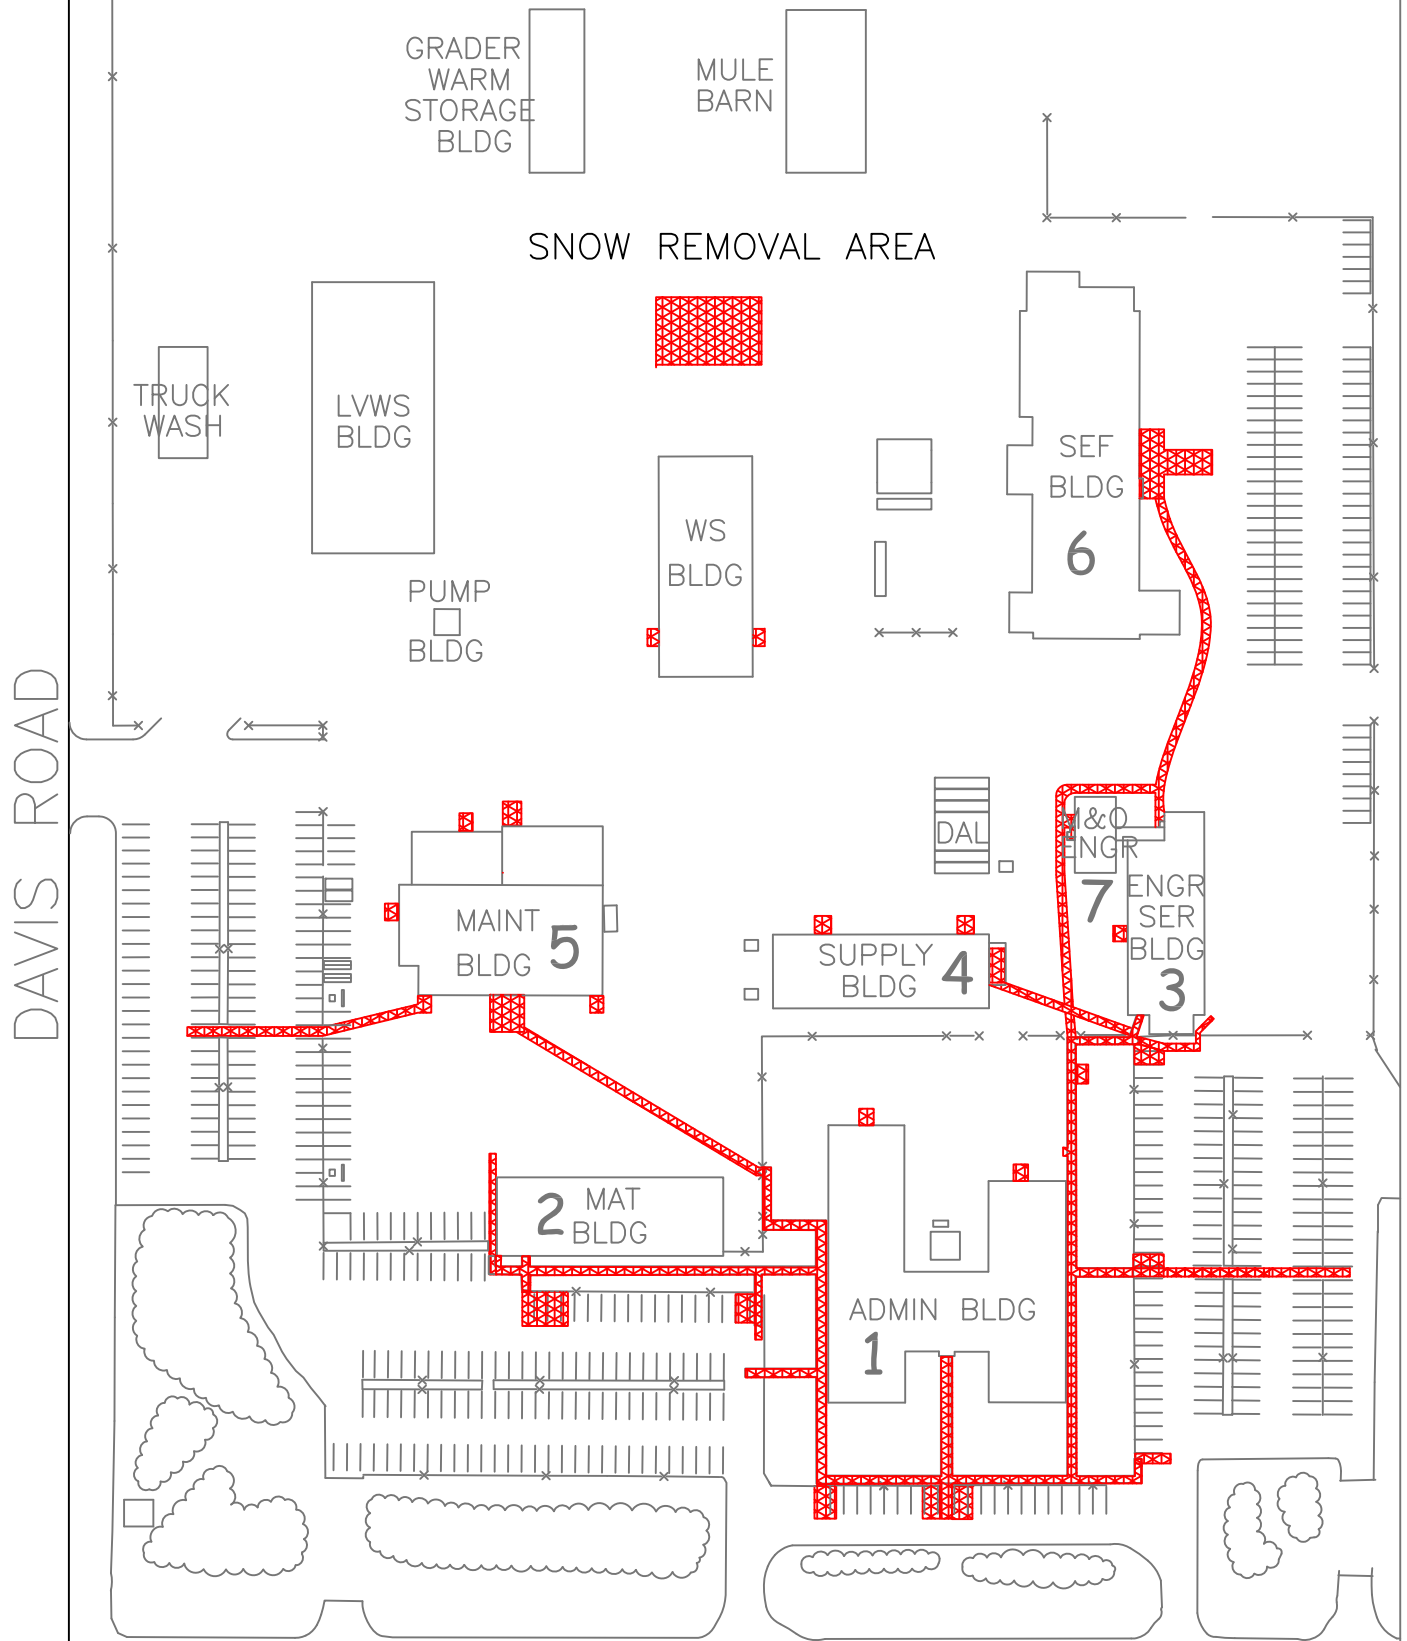 GRADER
WARM
STORAGE
BLDG
MULE
BARN
SNOW REMOVAL AREA
TRUCK
WASH
LVWS
BLDG
SEF
BLDG
6
WS
BLDG
PUMP
BLDG
DAVIS ROAD
M&O
ENGR
7
DAL
ENGR
SER
BLDG
3
MAINT
BLDG
5
SUPPLY
BLDG
4
2
MAT
BLDG
ADMIN BLDG
1